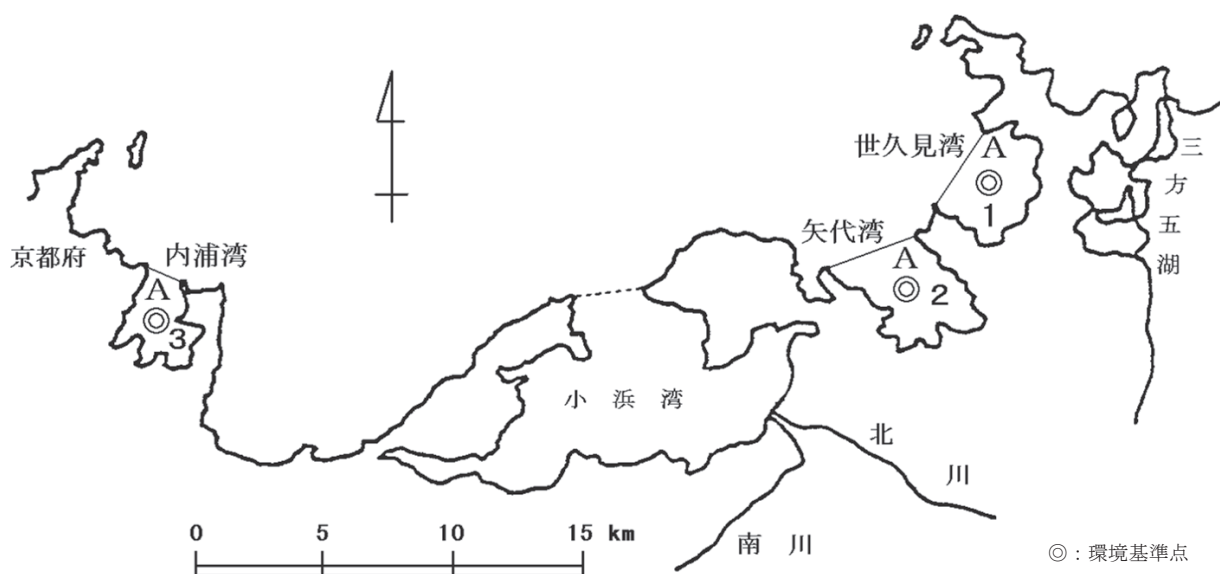 世久見湾
A
1
三方五湖
矢代湾
A
2
京都府
内浦湾
A
3
小浜湾
北川
南川
0 5 10 15 km
◎：環境基準点